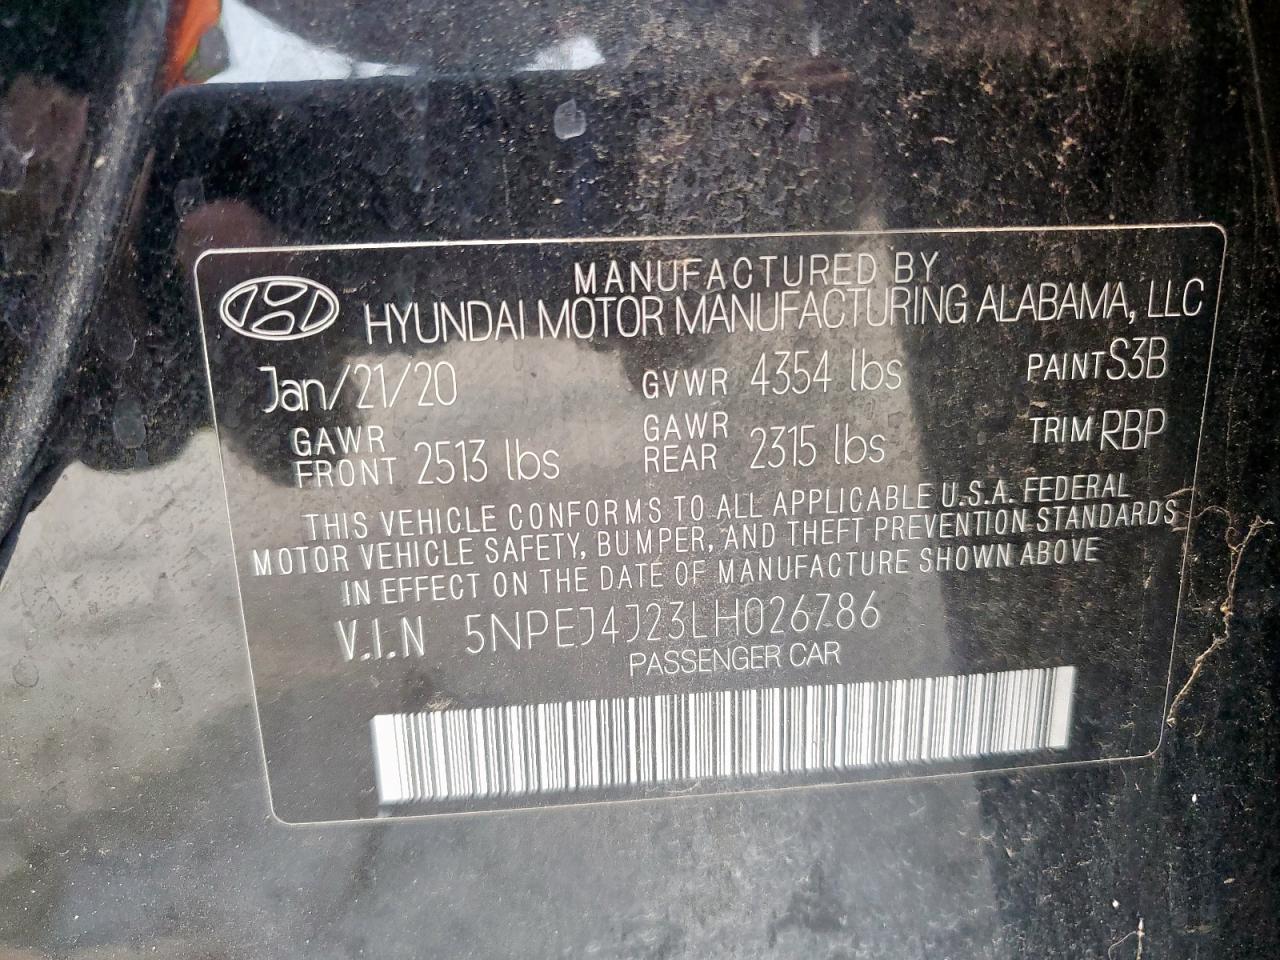 MANUFACTURED BY
HYUNDAI MOTOR MANUFACTURING ALABAMA, LLC
Jan/21/20 GVWR 4354 lbs PAINT S3B
GAWR FRONT 2513 lbs GAWR REAR 2315 lbs TRIM RBP
THIS VEHICLE CONFORMS TO ALL APPLICABLE U.S.A. FEDERAL
MOTOR VEHICLE SAFETY, BUMPER, AND THEFT PREVENTION STANDARDS
IN EFFECT ON THE DATE OF MANUFACTURE SHOWN ABOVE
V.I.N 5NPEJ4J23LH026786
PASSENGER CAR